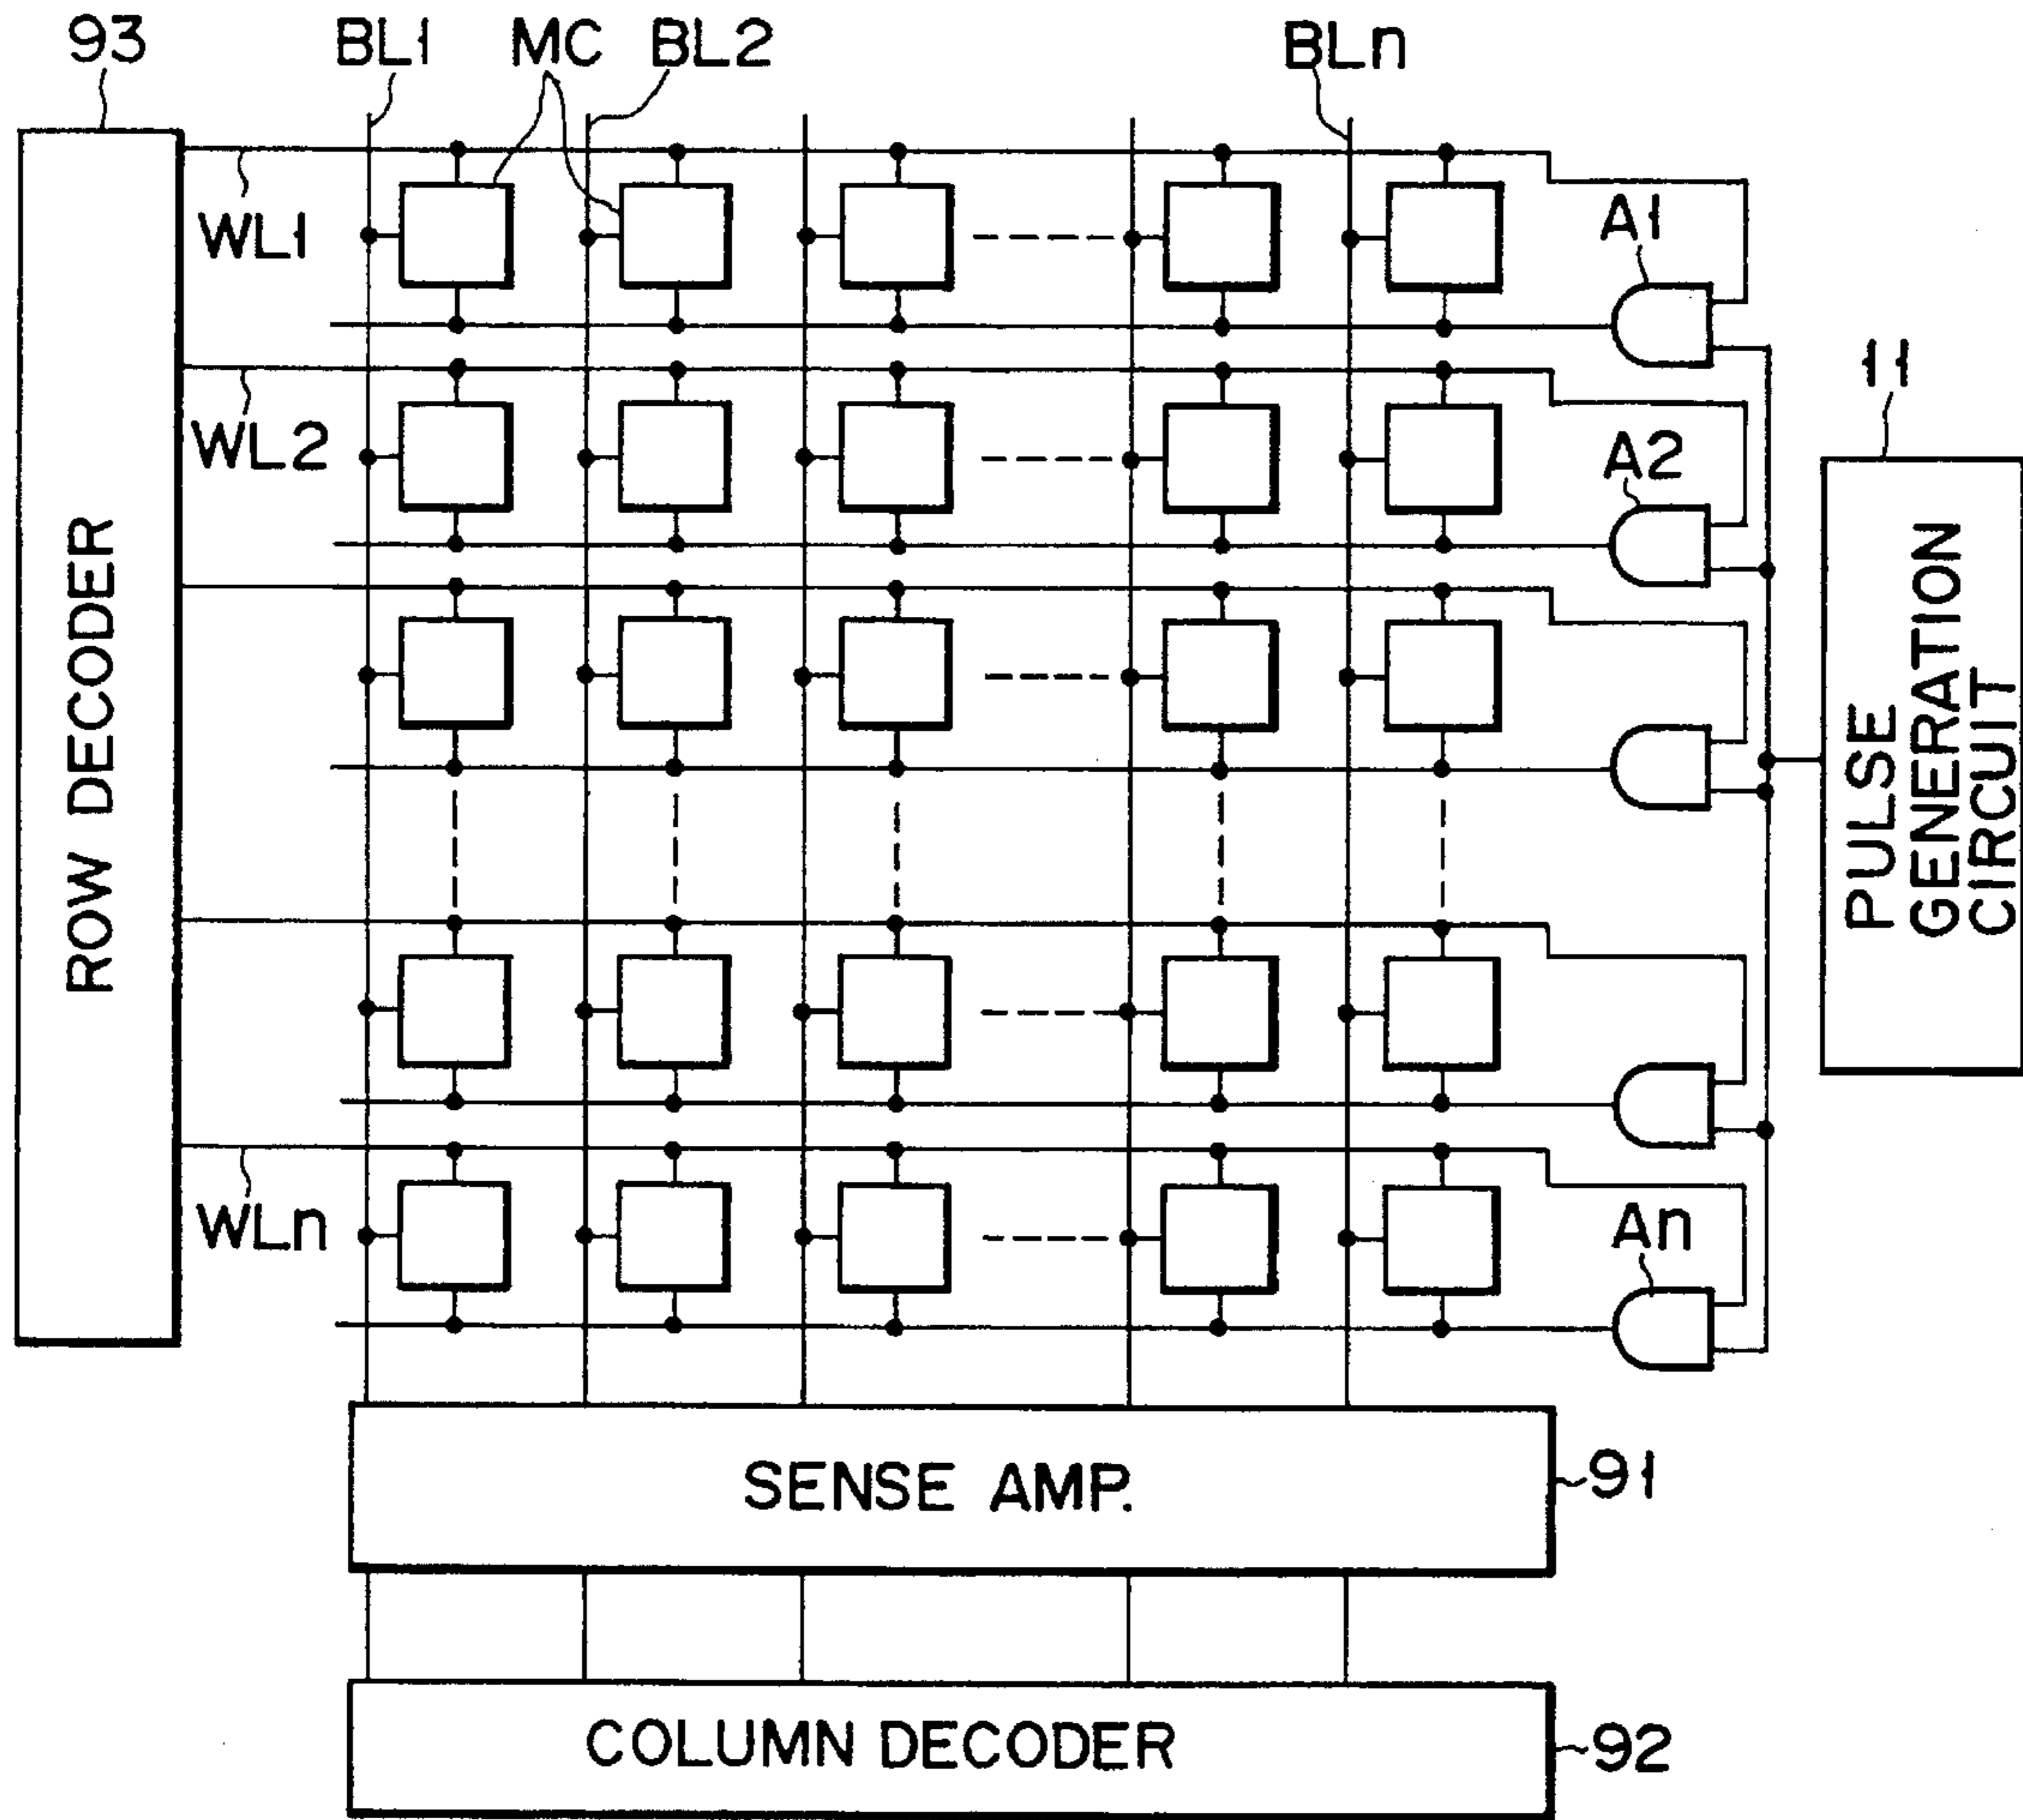 93
BL1
MC
BL2
BLn
WL1
A1
11
WL2
A2
ROW DECODER
PULSE
GENERATION
CIRCUIT
WLn
An
SENSE AMP.
91
COLUMN DECODER
92